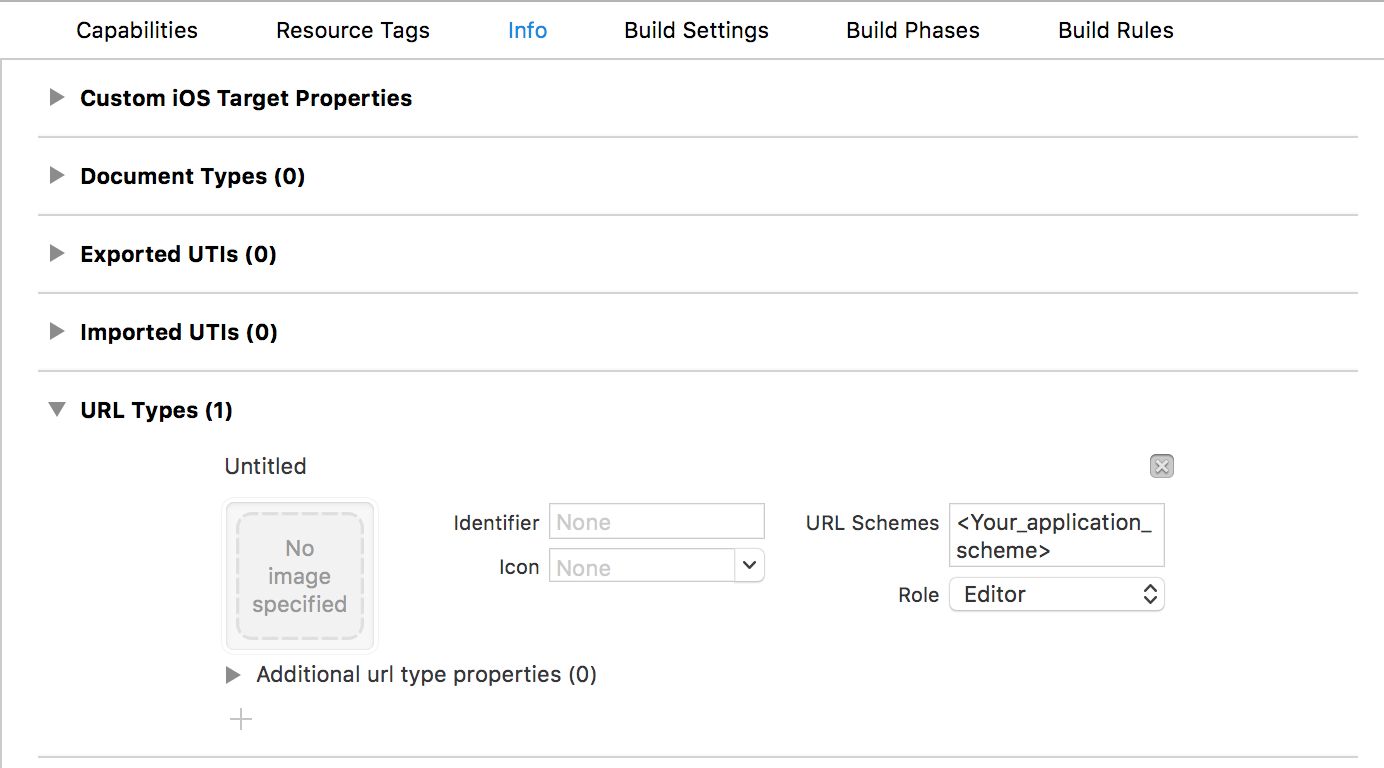 Capabilities Resource Tags Info Build Settings Build Phases Build Rules
Custom iOS Target Properties
Document Types (0)
Exported UTIs (0)
Imported UTIs (0)
URL Types (1)
Untitled
No
image
specified
Identifier None
Icon None
URL Schemes <Your_application_
scheme>
Role Editor
Additional url type properties (0)